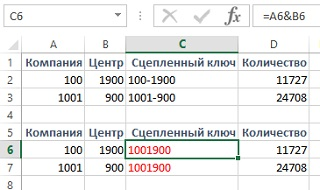 C6 fx =A6&B6
A B C D
1 Компания Центр Сцепленный ключ Количество
2 100 1900 100-1900 11727
3 1001 900 1001-900 24708
4
5 Компания Центр Сцепленный ключ Количество
6 100 1900 1001900 11727
7 1001 900 1001900 24708
8